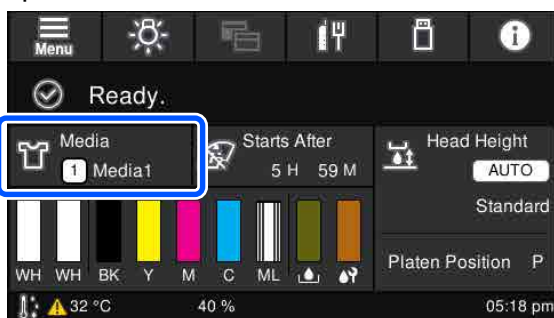 Menu
Ready.
Media
1 Media1
Starts After
5 H 59 M
Head Height
AUTO
Standard
WH WH BK Y M C ML
Platen Position P
32 °C 40 % 05:18 pm